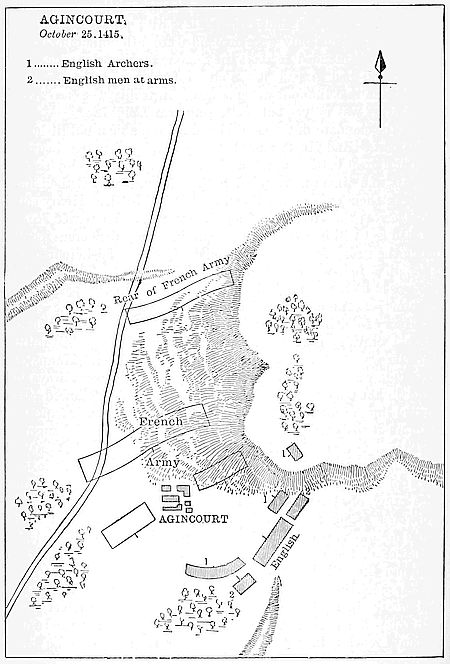 AGINCOURT,
October 25. 1415.
1 ........ English Archers.
2 ....... English men at arms.
2
Rear of French Army
French
Army
1
AGINCOURT
1
English
1
2